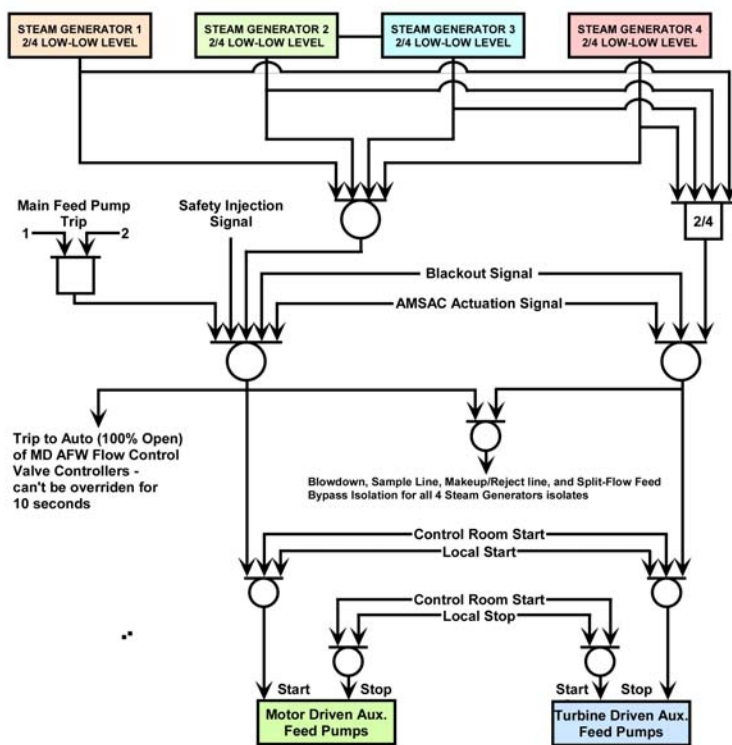 STEAM GENERATOR 1
2/4 LOW-LOW LEVEL
STEAM GENERATOR 2
2/4 LOW-LOW LEVEL
STEAM GENERATOR 3
2/4 LOW-LOW LEVEL
STEAM GENERATOR 4
2/4 LOW-LOW LEVEL
Main Feed Pump
Trip
1
2
Safety Injection
Signal
2/4
Blackout Signal
AMSAC Actuation Signal
Trip to Auto (100% Open)
of MD AFW Flow Control
Valve Controllers -
can't be overriden for
10 seconds
Blowdown, Sample Line, Makeup/Reject line, and Split-Flow Feed
Bypass Isolation for all 4 Steam Generators isolates
Control Room Start
Local Start
Control Room Start
Local Stop
Start
Stop
Start
Stop
Motor Driven Aux.
Feed Pumps
Turbine Driven Aux.
Feed Pumps